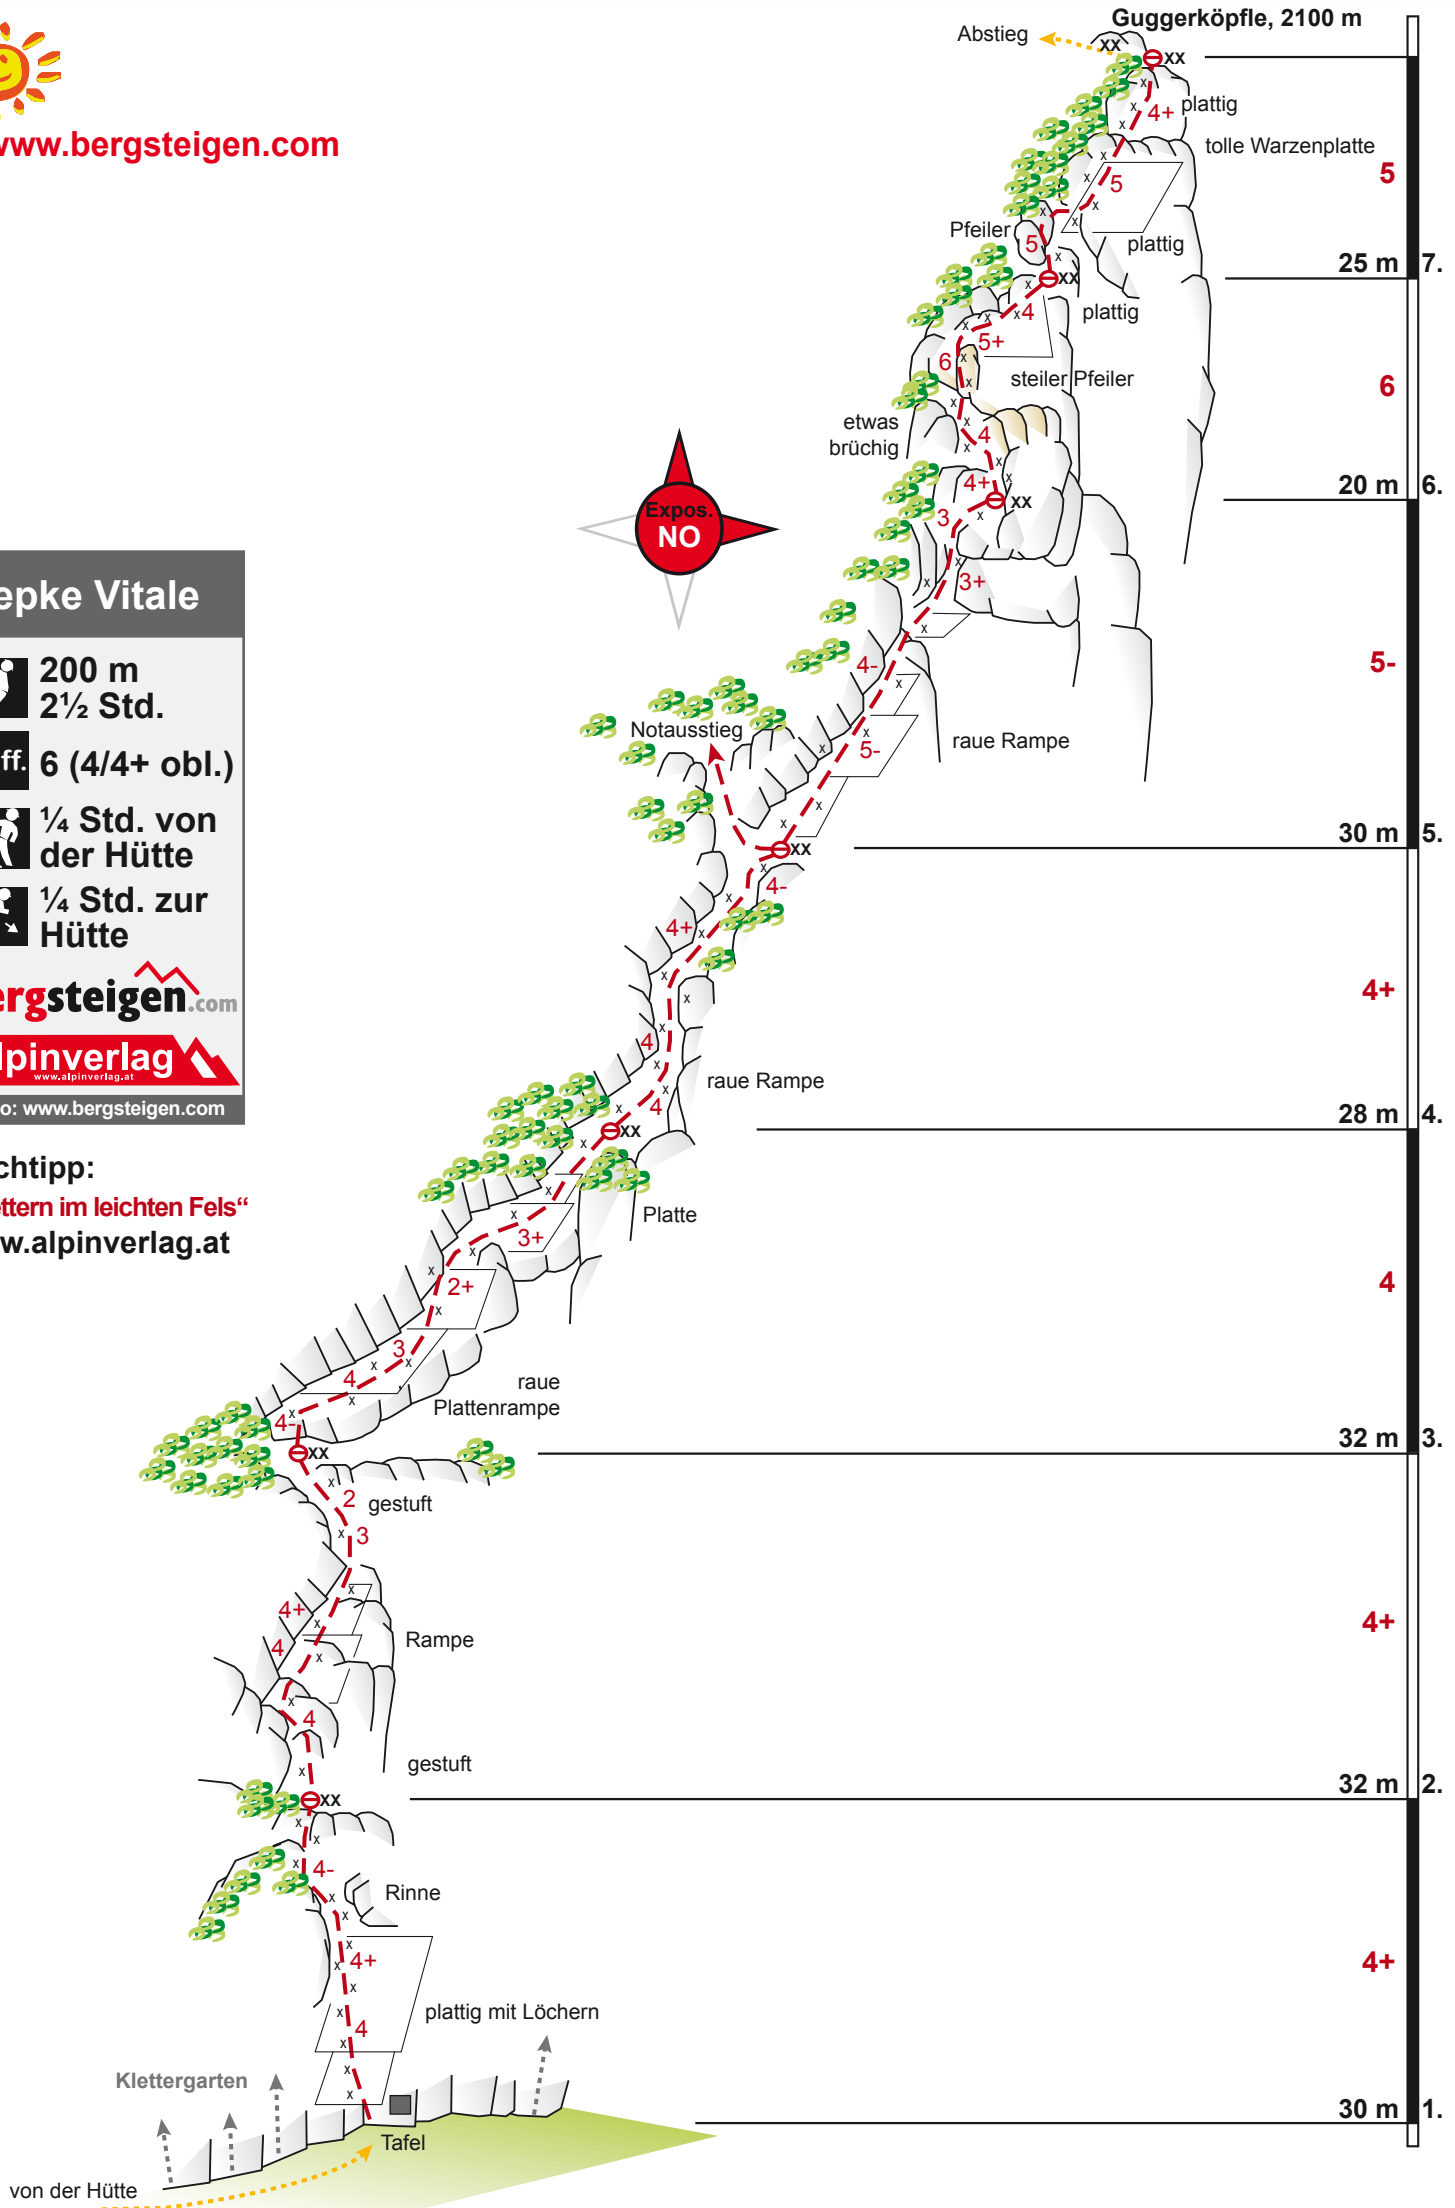 Guggerköpfle, 2100 m
Abstieg
xx
xx
plattig
4+
www.bergsteigen.com
tolle Warzenplatte
5
5
Pfeiler
5
plattig
25 m
7.
xx
plattig
4
5+
6
steiler Pfeiler
6
etwas
brüchig
4
4+
xx
20 m
6.
3
Expos.
NO
3+
epke Vitale
200 m
2½ Std.
4-
5-
ff.
6 (4/4+ obl.)
Notausstieg
5-
raue Rampe
¼ Std. von
der Hütte
xx
30 m
5.
4-
¼ Std. zur
Hütte
4+
ergsteigen.com
4+
4
lpinverlag
www.alpinverlag.at
raue Rampe
o: www.bergsteigen.com
4
xx
28 m
4.
chtipp:
ettern im leichten Fels“
w.alpinverlag.at
Platte
3+
2+
4
3
4
raue
Plattenrampe
4-
xx
32 m
3.
2
gestuft
3
4+
4+
Rampe
4
4
gestuft
xx
32 m
2.
4-
Rinne
4+
4+
plattig mit Löchern
4
Klettergarten
30 m
1.
Tafel
von der Hütte